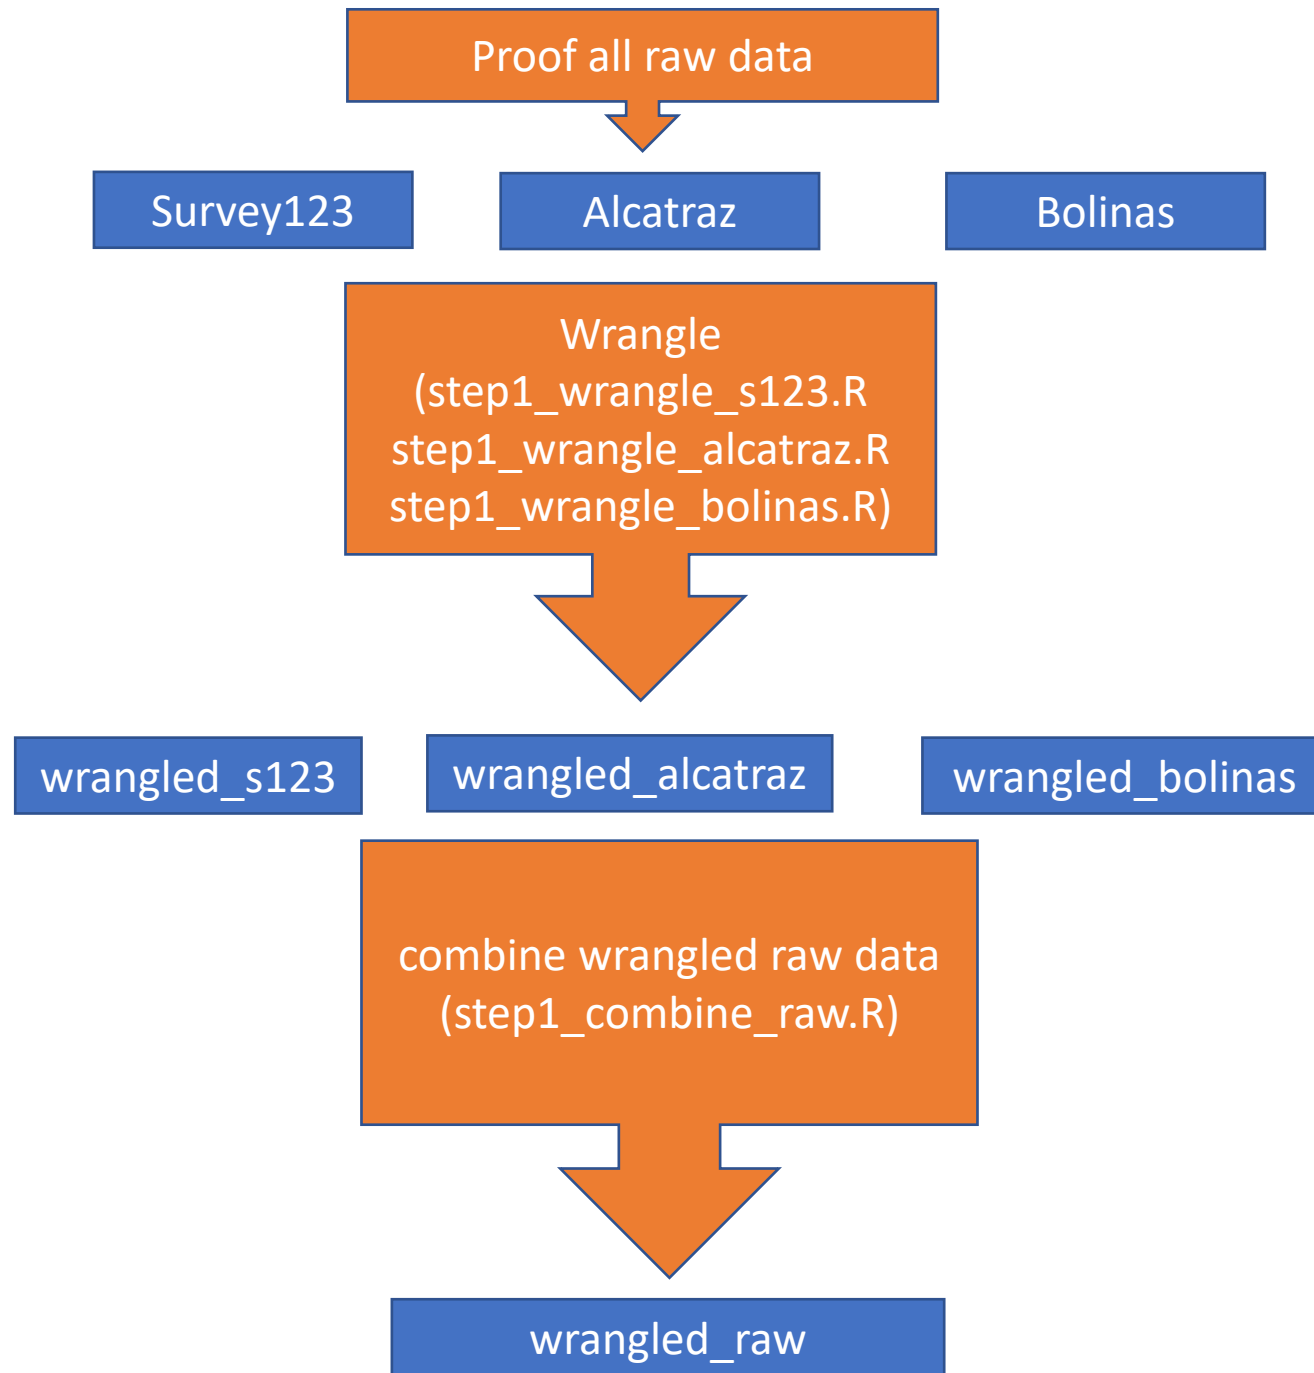 Proof all raw data
Survey123
Alcatraz
Bolinas
Wrangle
(step1_wrangle_s123.R
step1_wrangle_alcatraz.R
step1_wrangle_bolinas.R)
wrangled_s123
wrangled_alcatraz
wrangled_bolinas
combine wrangled raw data
(step1_combine_raw.R)
wrangled_raw